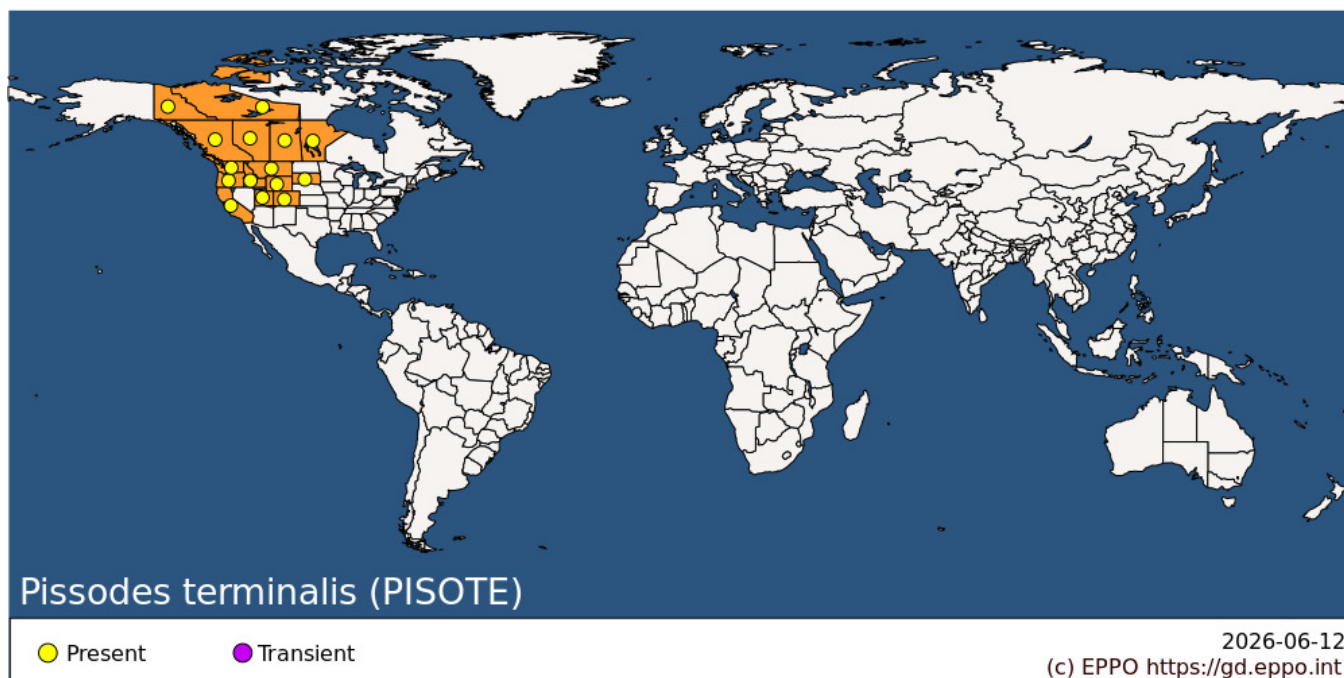 Pissodes terminalis (PISOTE)
Present
Transient
2026-06-12
(c) EPPO https://gd.eppo.int